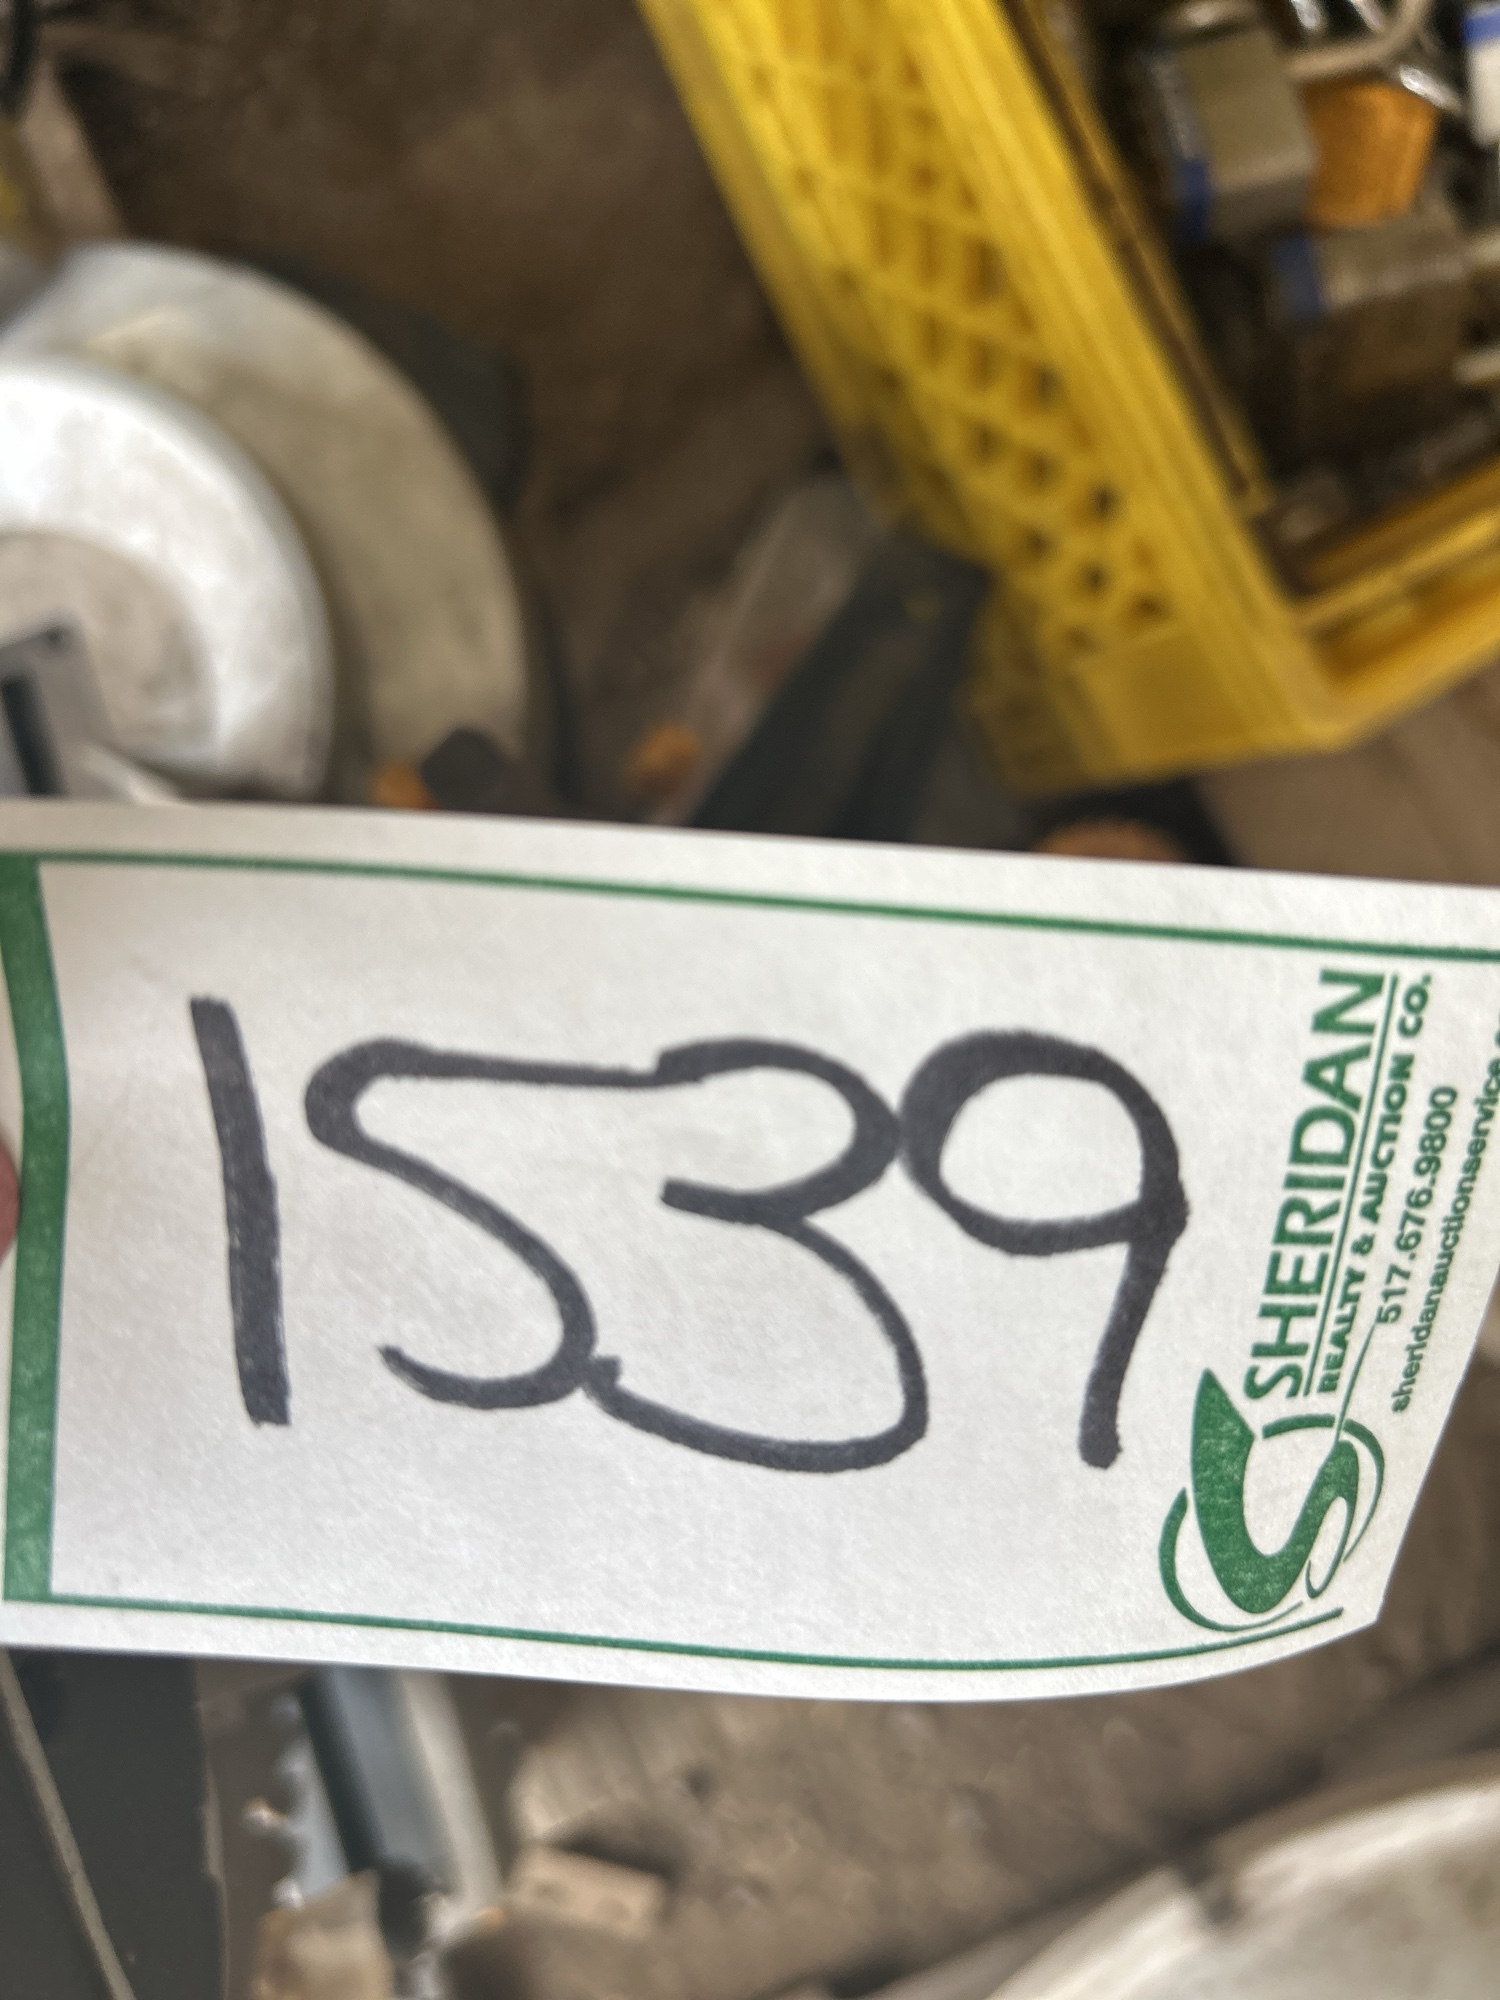 1539
SHERIDAN
REALTY & AUCTION CO.
517.676.9800